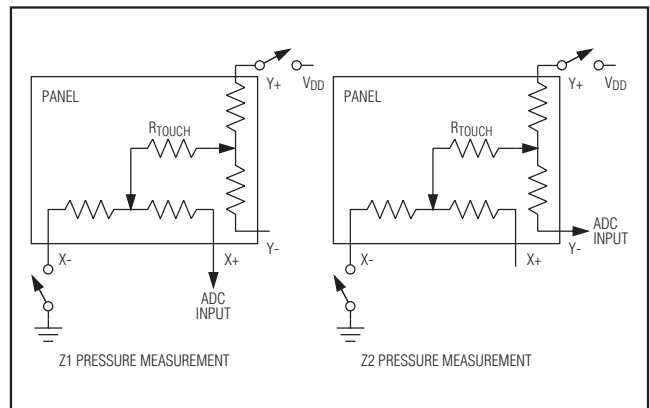 Y+
VDD
PANEL
RTOUCH
X-
X+
Y-
ADC
INPUT
Z1 PRESSURE MEASUREMENT
Y+
VDD
PANEL
RTOUCH
X-
X+
Y-
ADC
INPUT
Z2 PRESSURE MEASUREMENT